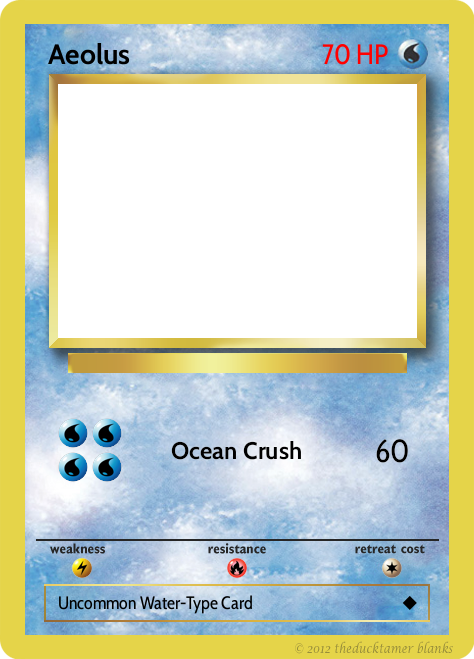 Aeolus 70 HP
Ocean Crush 60
weakness resistance retreat cost
Uncommon Water-Type Card
© 2012 theducktamer blanks